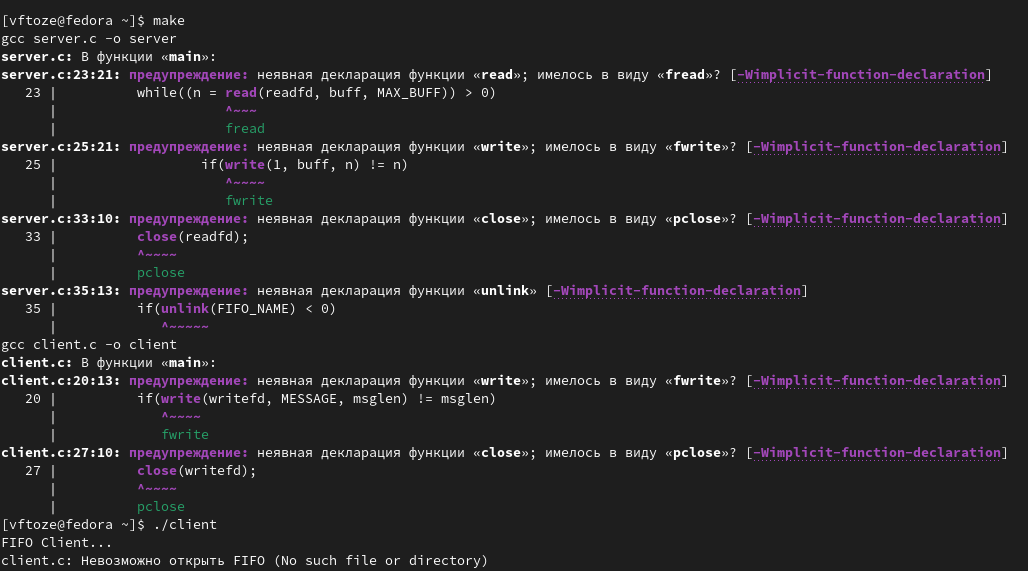 [vftoze@fedora ~]$ make
gcc server.c -o server
server.c: В функции «main»:
server.c:23:21: предупреждение: неявная декларация функции «read»; имелось в виду «fread»? [-Wimplicit-function-declaration]
   23 |          while((n = read(readfd, buff, MAX_BUFF)) > 0)
      |                     ^~~~
      |                     fread
server.c:25:21: предупреждение: неявная декларация функции «write»; имелось в виду «fwrite»? [-Wimplicit-function-declaration]
   25 |                  if(write(1, buff, n) != n)
      |                     ^~~~~
      |                     fwrite
server.c:33:10: предупреждение: неявная декларация функции «close»; имелось в виду «pclose»? [-Wimplicit-function-declaration]
   33 |          close(readfd);
      |          ^~~~~
      |          pclose
server.c:35:13: предупреждение: неявная декларация функции «unlink» [-Wimplicit-function-declaration]
   35 |          if(unlink(FIFO_NAME) < 0)
      |             ^~~~~~
gcc client.c -o client
client.c: В функции «main»:
client.c:20:13: предупреждение: неявная декларация функции «write»; имелось в виду «fwrite»? [-Wimplicit-function-declaration]
   20 |          if(write(writefd, MESSAGE, msglen) != msglen)
      |             ^~~~~
      |             fwrite
client.c:27:10: предупреждение: неявная декларация функции «close»; имелось в виду «pclose»? [-Wimplicit-function-declaration]
   27 |          close(writefd);
      |          ^~~~~
      |          pclose
[vftoze@fedora ~]$ ./client
FIFO Client...
client.c: Невозможно открыть FIFO (No such file or directory)